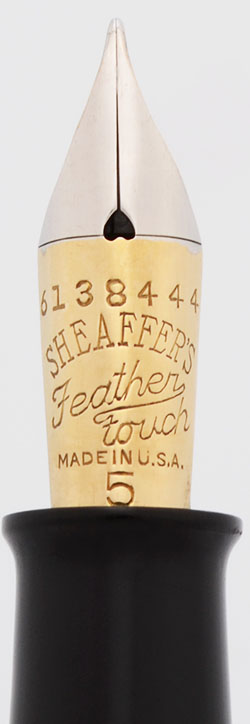 6138444
SHEAFFER'S
Feather
touch
MADE IN U.S.A.
5